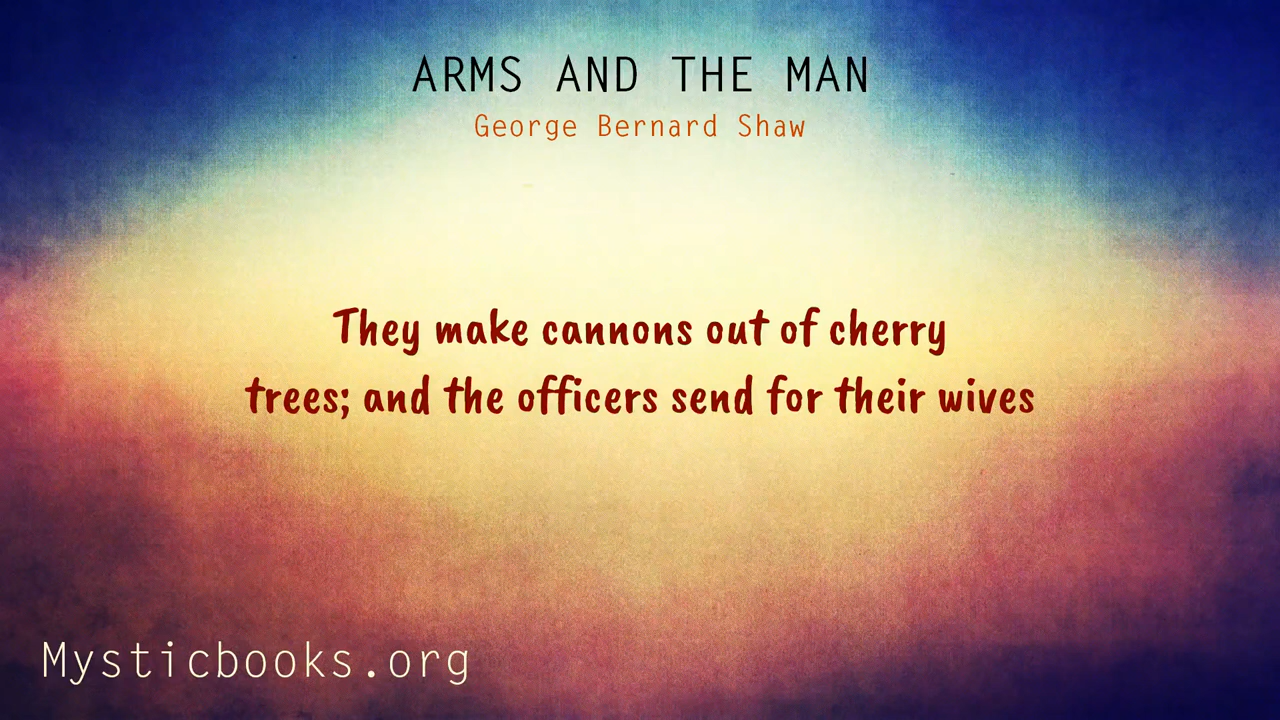 ARMS AND THE MAN
George Bernard Shaw
They make cannons out of cherry
trees; and the officers send for their wives
Mysticbooks.org